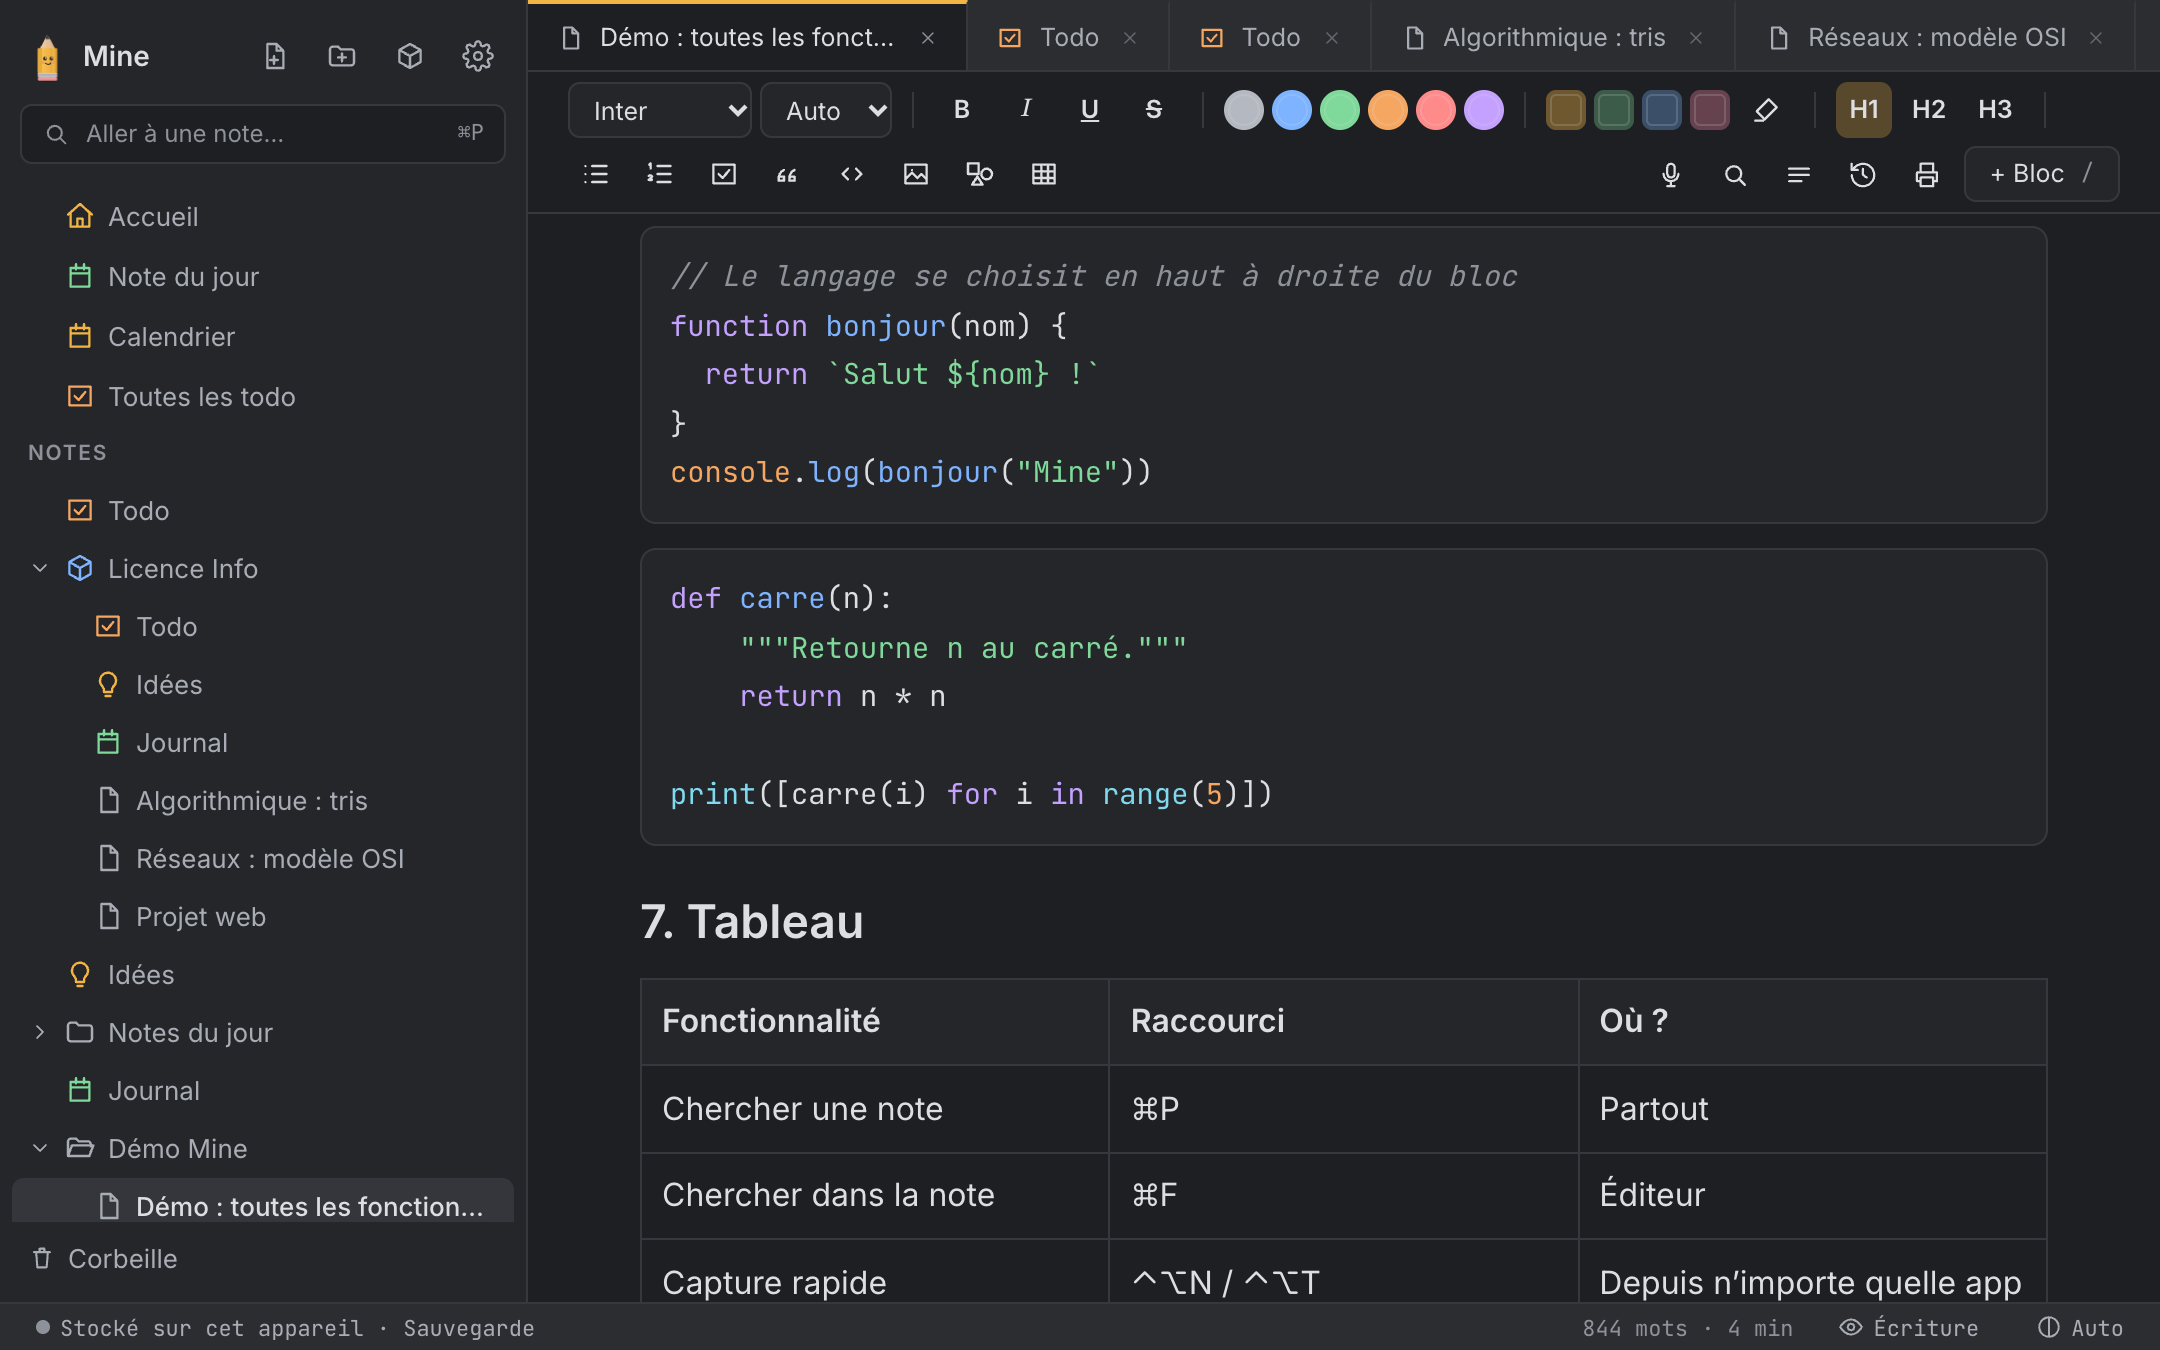 Mine
Aller à une note... ⌘P
Accueil
Note du jour
Calendrier
Toutes les todo
NOTES
Todo
Licence Info
Todo
Idées
Journal
Algorithmique : tris
Réseaux : modèle OSI
Projet web
Idées
Notes du jour
Journal
Démo Mine
Démo : toutes les fonction...
Corbeille
Démo : toutes les fonct... × Todo × Todo × Algorithmique : tris × Réseaux : modèle OSI ×
Inter Auto B I U S H1 H2 H3
+ Bloc /
// Le langage se choisit en haut à droite du bloc
function bonjour(nom) {
  return `Salut ${nom} !`
}
console.log(bonjour("Mine"))
def carre(n):
    """Retourne n au carré."""
    return n * n
print([carre(i) for i in range(5)])
7. Tableau
Fonctionnalité Raccourci Où ?
Chercher une note ⌘P Partout
Chercher dans la note ⌘F Éditeur
Capture rapide ^⌥N / ^⌥T Depuis n’importe quelle app
Stocké sur cet appareil · Sauvegarde
844 mots · 4 min Écriture Auto